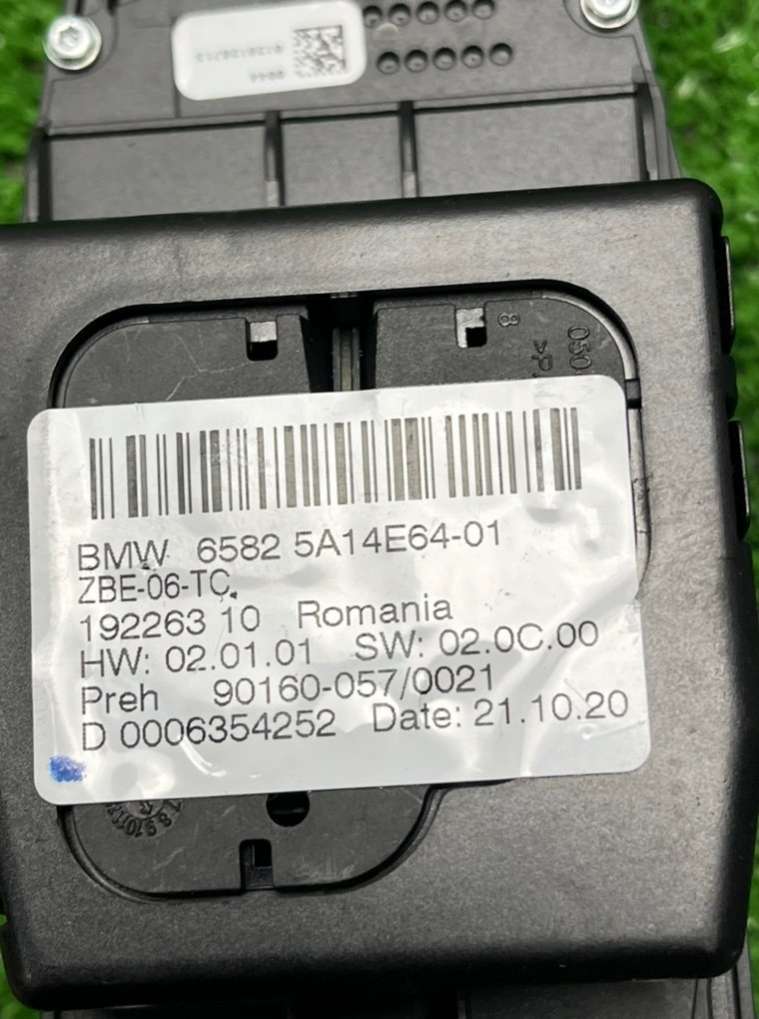 BMW 6582 5A14E64-01
ZBE-06-TC.
192263 10 Romania
HW: 02.01.01 SW: 02.0C.00
Preh 90160-057/0021
D 0006354252 Date: 21.10.20